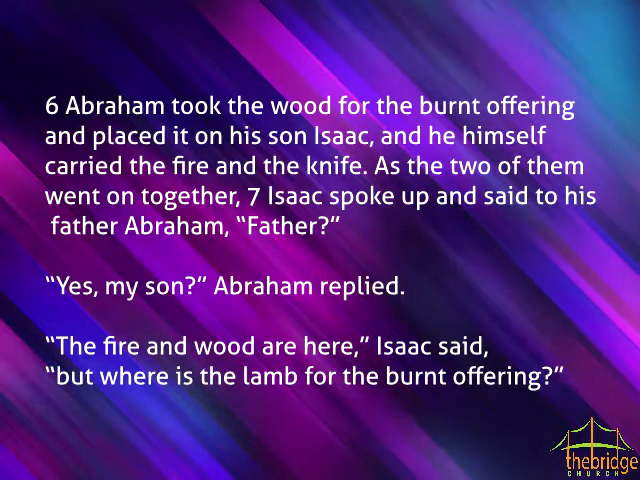 6 Abraham took the wood for the burnt offering
and placed it on his son Isaac, and he himself
carried the fire and the knife. As the two of them
went on together, 7 Isaac spoke up and said to his
father Abraham, “Father?”
“Yes, my son?” Abraham replied.
“The fire and wood are here,” Isaac said,
“but where is the lamb for the burnt offering?”
thebridge
CHURCH